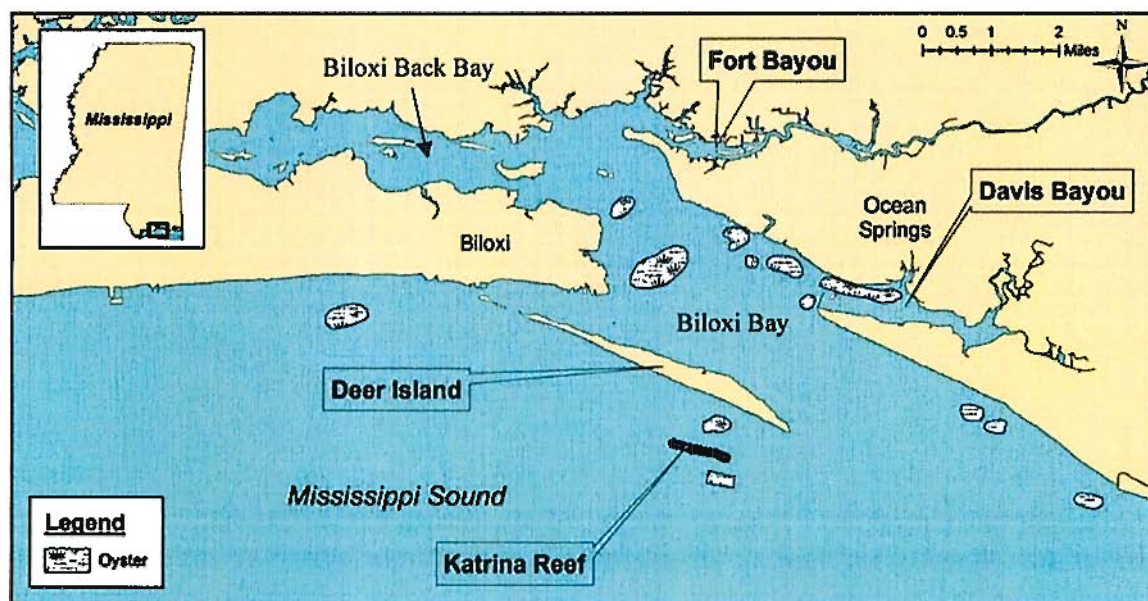 Mississippi
Biloxi Back Bay
Fort Bayou
0 0.5 1 2
Miles
N
Davis Bayou
Ocean
Springs
Biloxi
Biloxi Bay
Deer Island
Mississippi Sound
Katrina Reef
Legend
Oyster